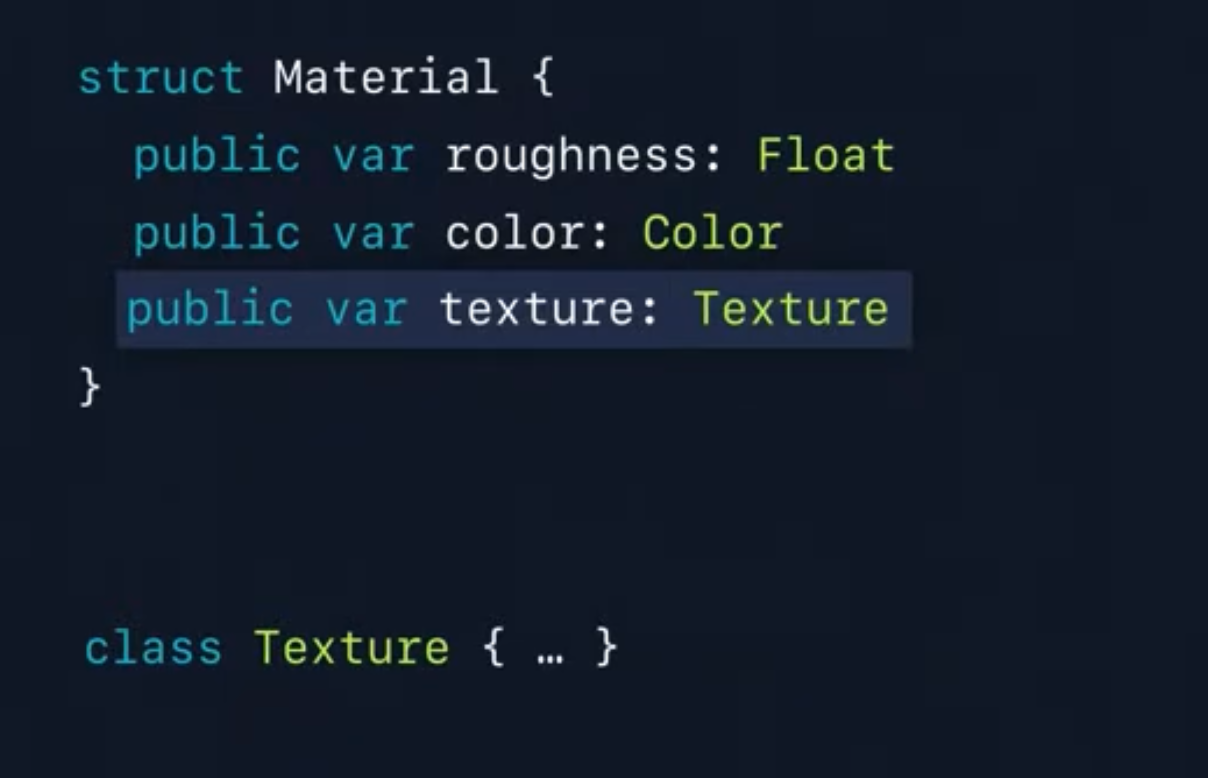 struct Material {
public var roughness: Float
public var color: Color
public var texture: Texture
}
class Texture { … }